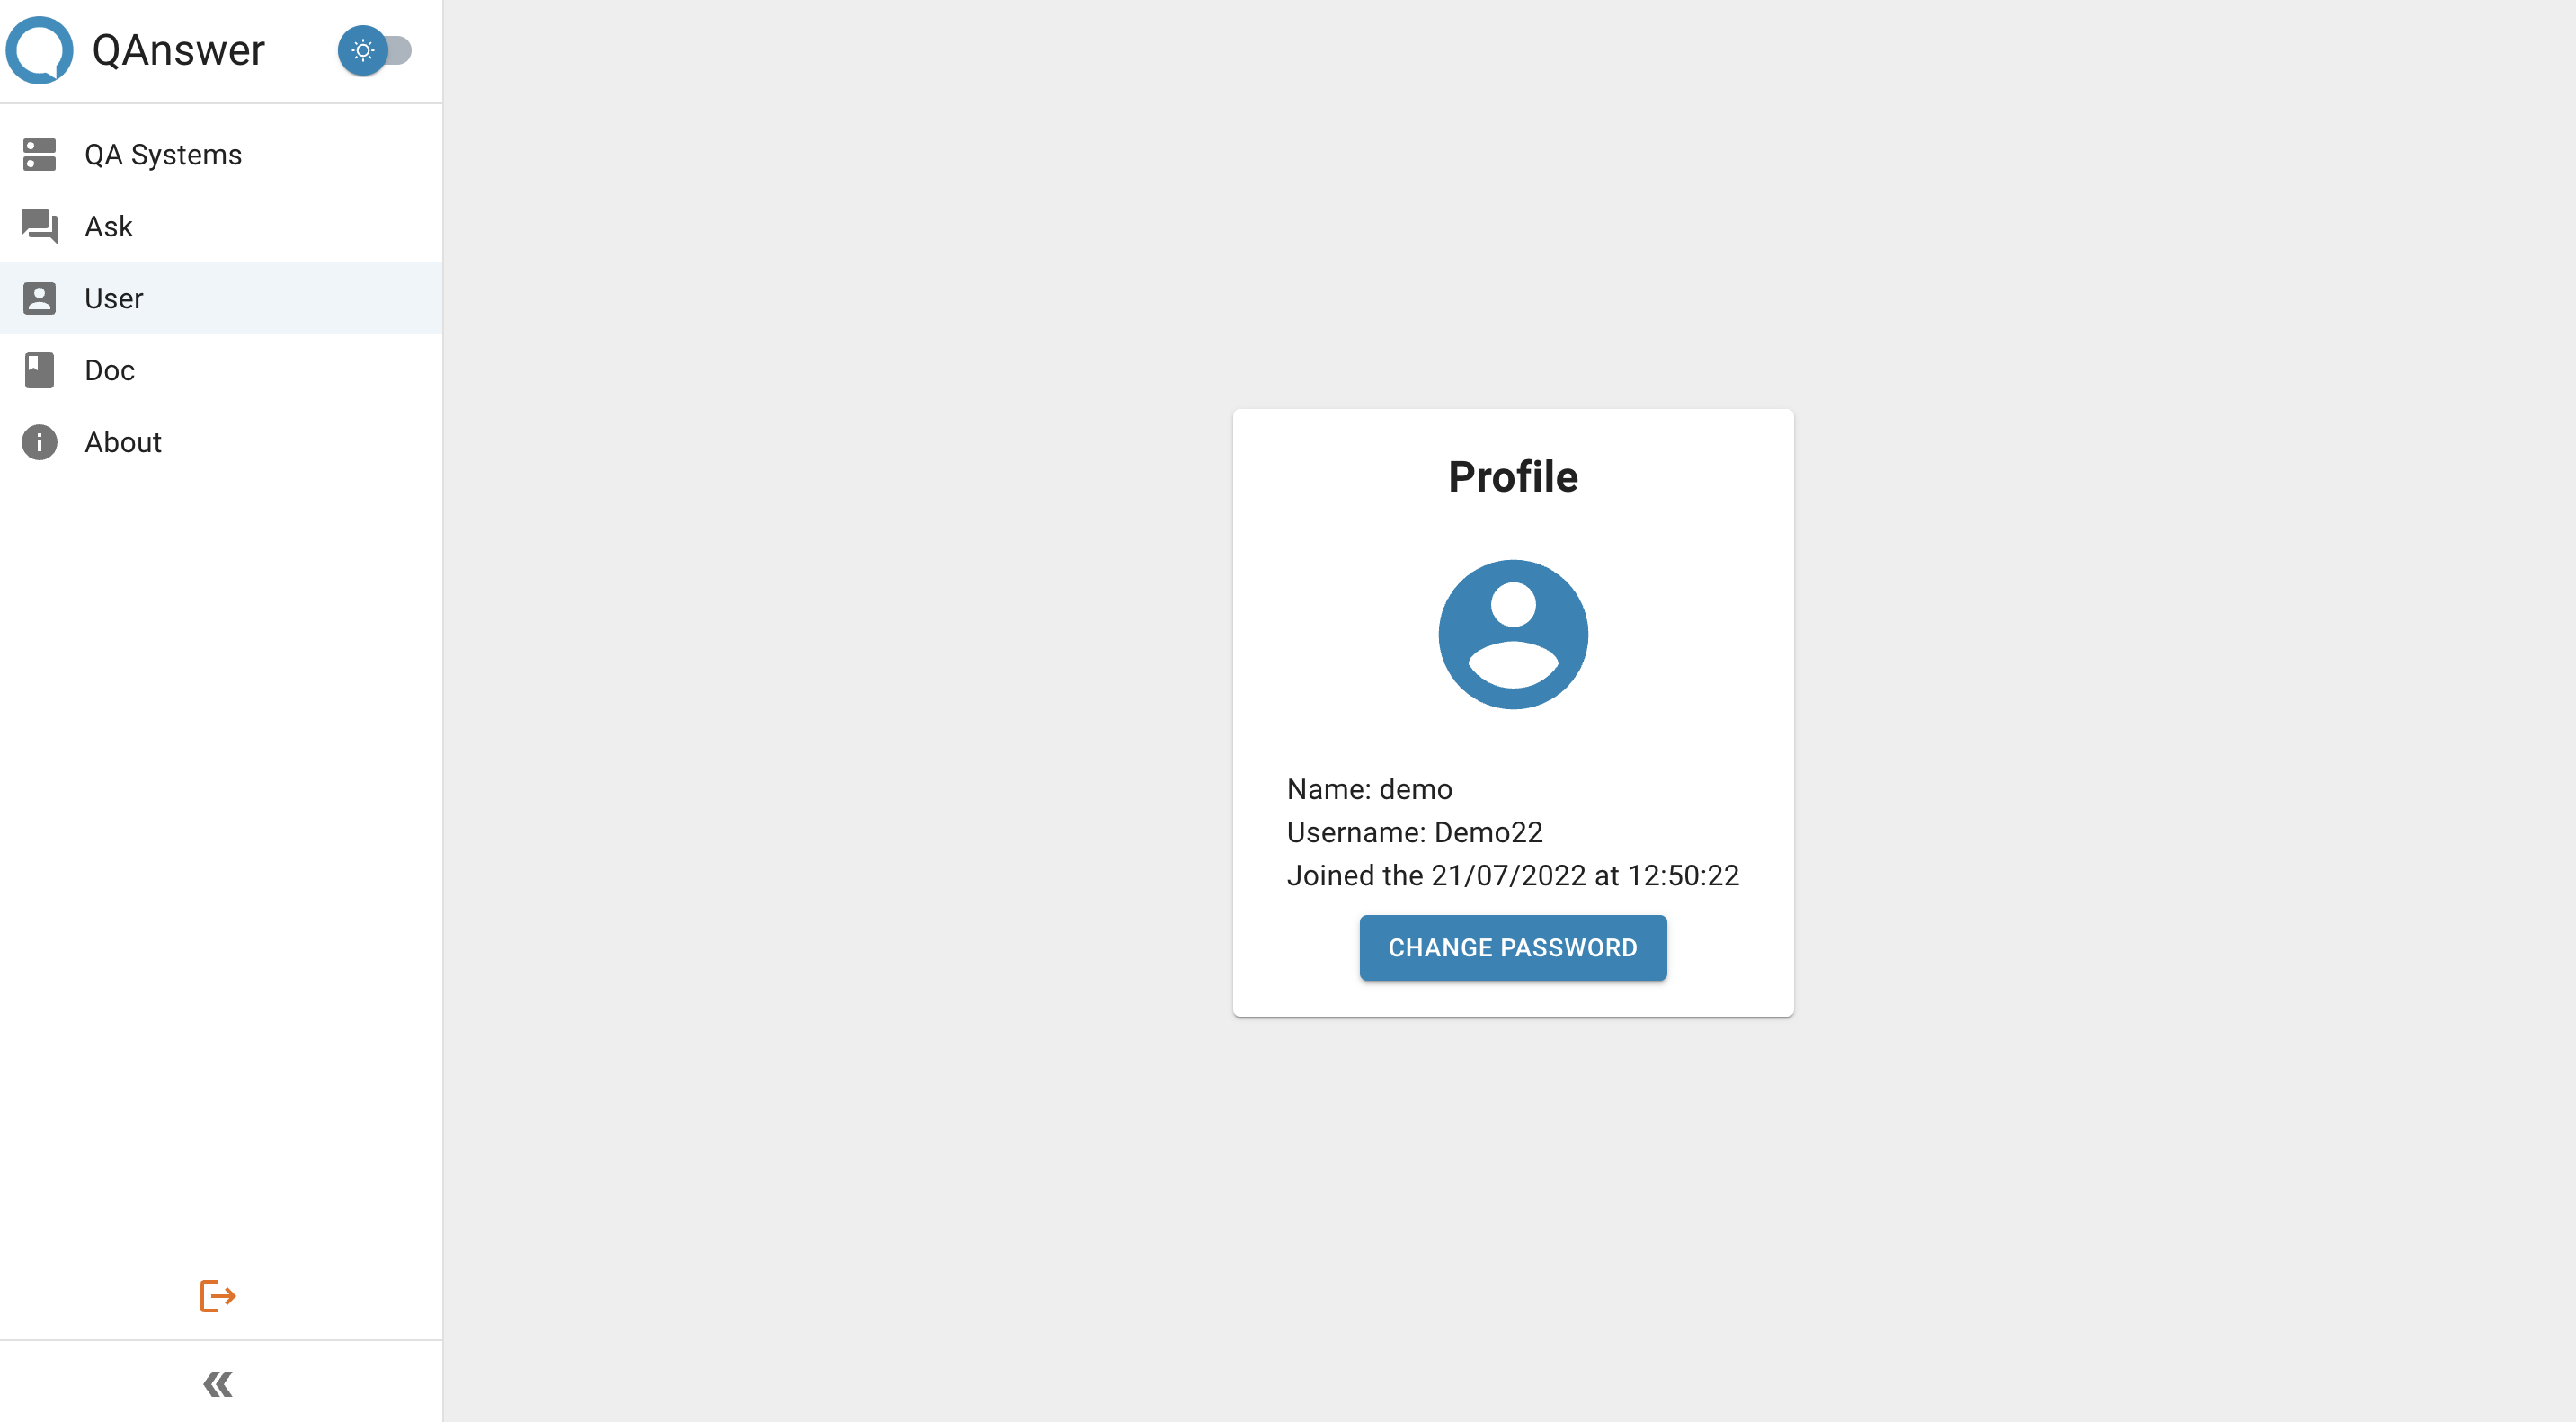 QAnswer
QA Systems
Ask
User
Doc
About
Profile
Name: demo
Username: Demo22
Joined the 21/07/2022 at 12:50:22
CHANGE PASSWORD